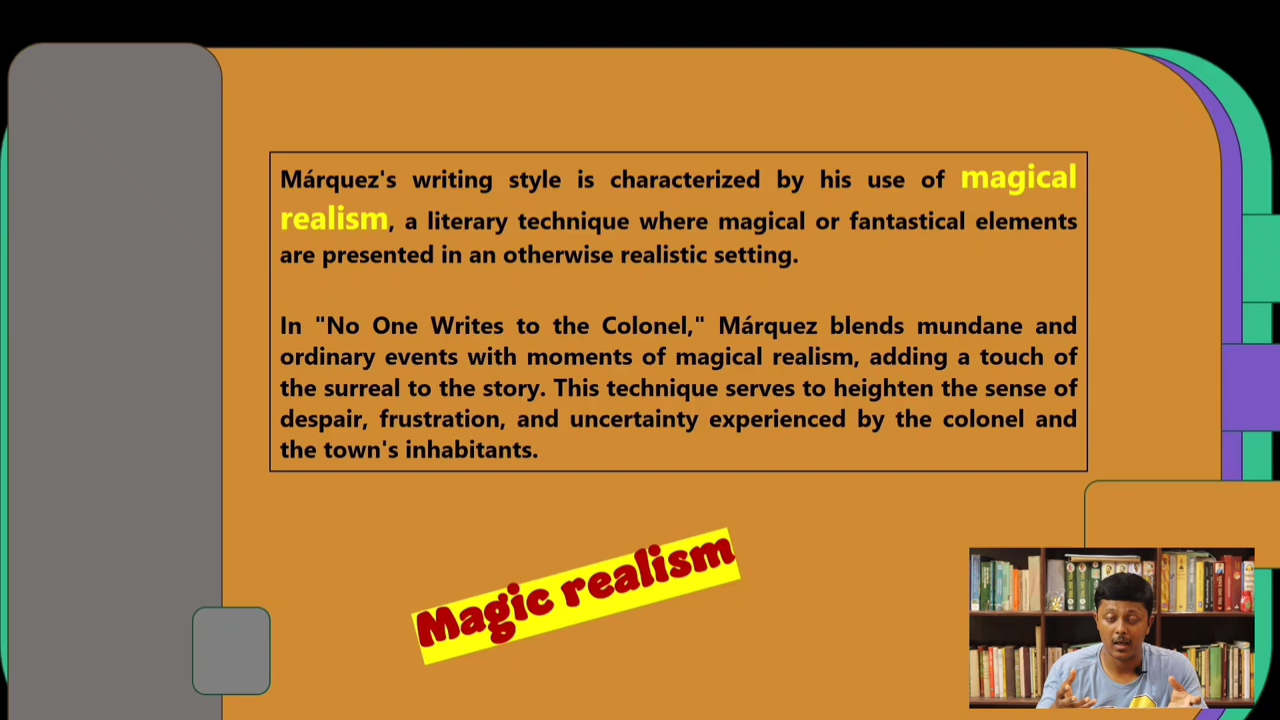 Márquez's writing style is characterized by his use of magical
realism, a literary technique where magical or fantastical elements
are presented in an otherwise realistic setting.
In "No One Writes to the Colonel," Márquez blends mundane and
ordinary events with moments of magical realism, adding a touch of
the surreal to the story. This technique serves to heighten the sense of
despair, frustration, and uncertainty experienced by the colonel and
the town's inhabitants.
Magic realism